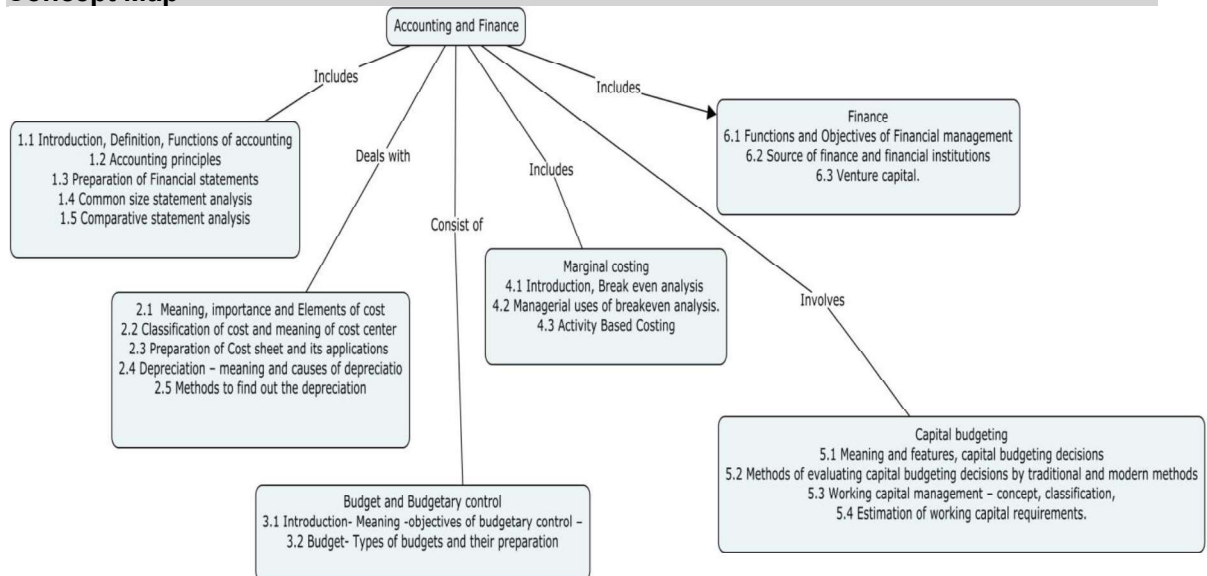 Concept Map
Accounting and Finance
Includes
Includes
Finance
6.1 Functions and Objectives of Financial management
6.2 Source of finance and financial institutions
6.3 Venture capital.
1.1 Introduction, Definition, Functions of accounting
1.2 Accounting principles
1.3 Preparation of Financial statements
1.4 Common size statement analysis
1.5 Comparative statement analysis
Deals with
Includes
Consist of
Marginal costing
4.1 Introduction, Break even analysis
4.2 Managerial uses of breakeven analysis.
4.3 Activity Based Costing
Involves
2.1 Meaning, importance and Elements of cost
2.2 Classification of cost and meaning of cost center
2.3 Preparation of Cost sheet and its applications
2.4 Depreciation – meaning and causes of depreciatio
2.5 Methods to find out the depreciation
Capital budgeting
5.1 Meaning and features, capital budgeting decisions
5.2 Methods of evaluating capital budgeting decisions by traditional and modern methods
5.3 Working capital management – concept, classification,
5.4 Estimation of working capital requirements.
Budget and Budgetary control
3.1 Introduction- Meaning -objectives of budgetary control –
3.2 Budget- Types of budgets and their preparation